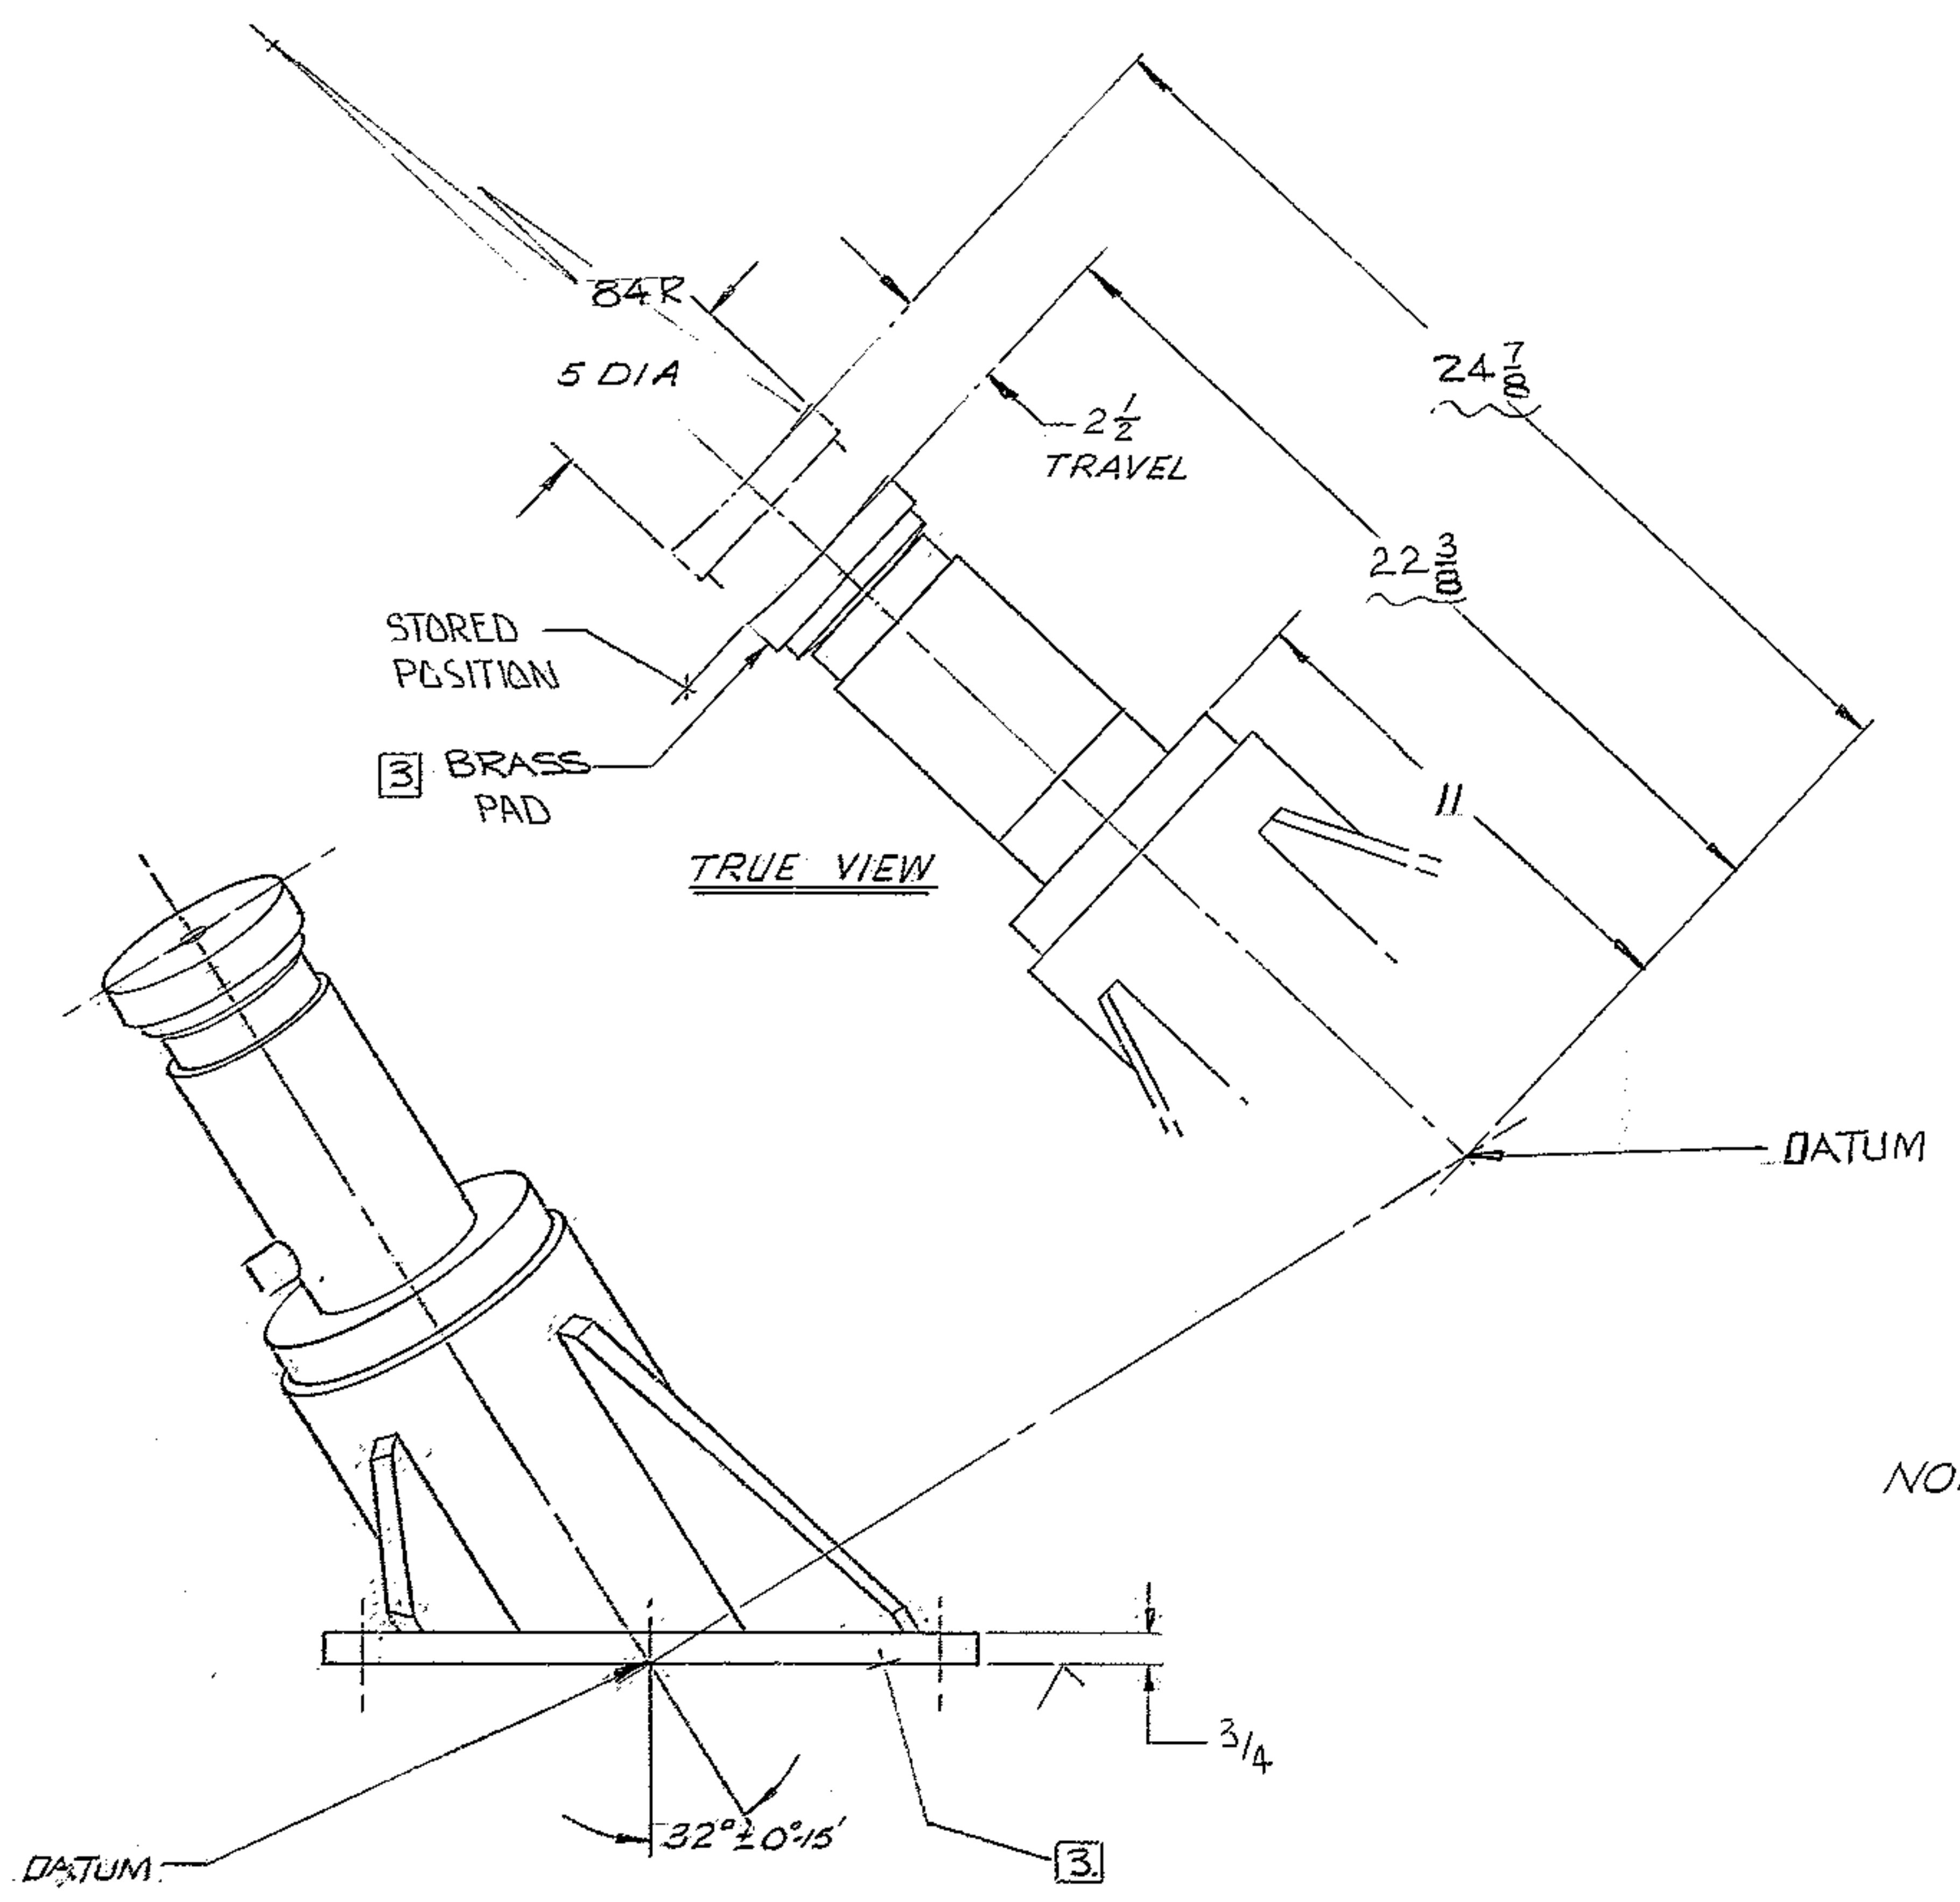 84R
5 DIA
24 7/8
2 1/2
TRAVEL
22 3/8
STORED
POSITION
3 BRASS
PAD
11
TRUE VIEW
DATUM
3/4
32°±0°-15'
DATUM
3